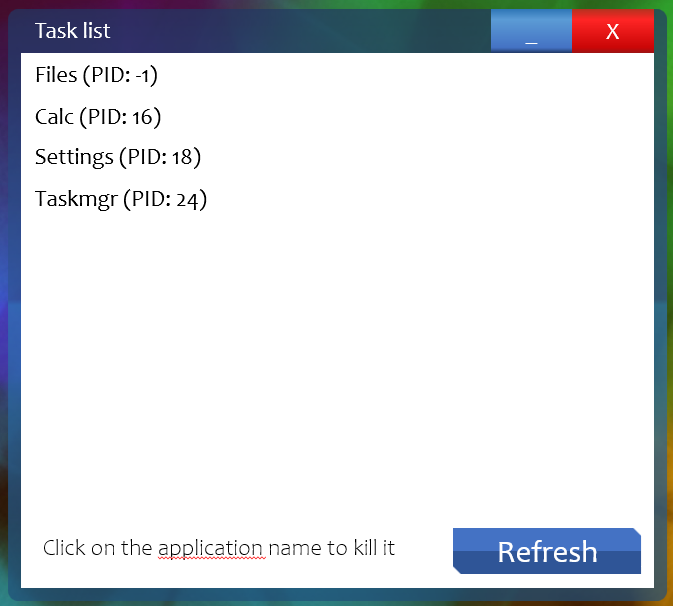 Task list
_
X
Files (PID: -1)
Calc (PID: 16)
Settings (PID: 18)
Taskmgr (PID: 24)
Click on the application name to kill it
Refresh